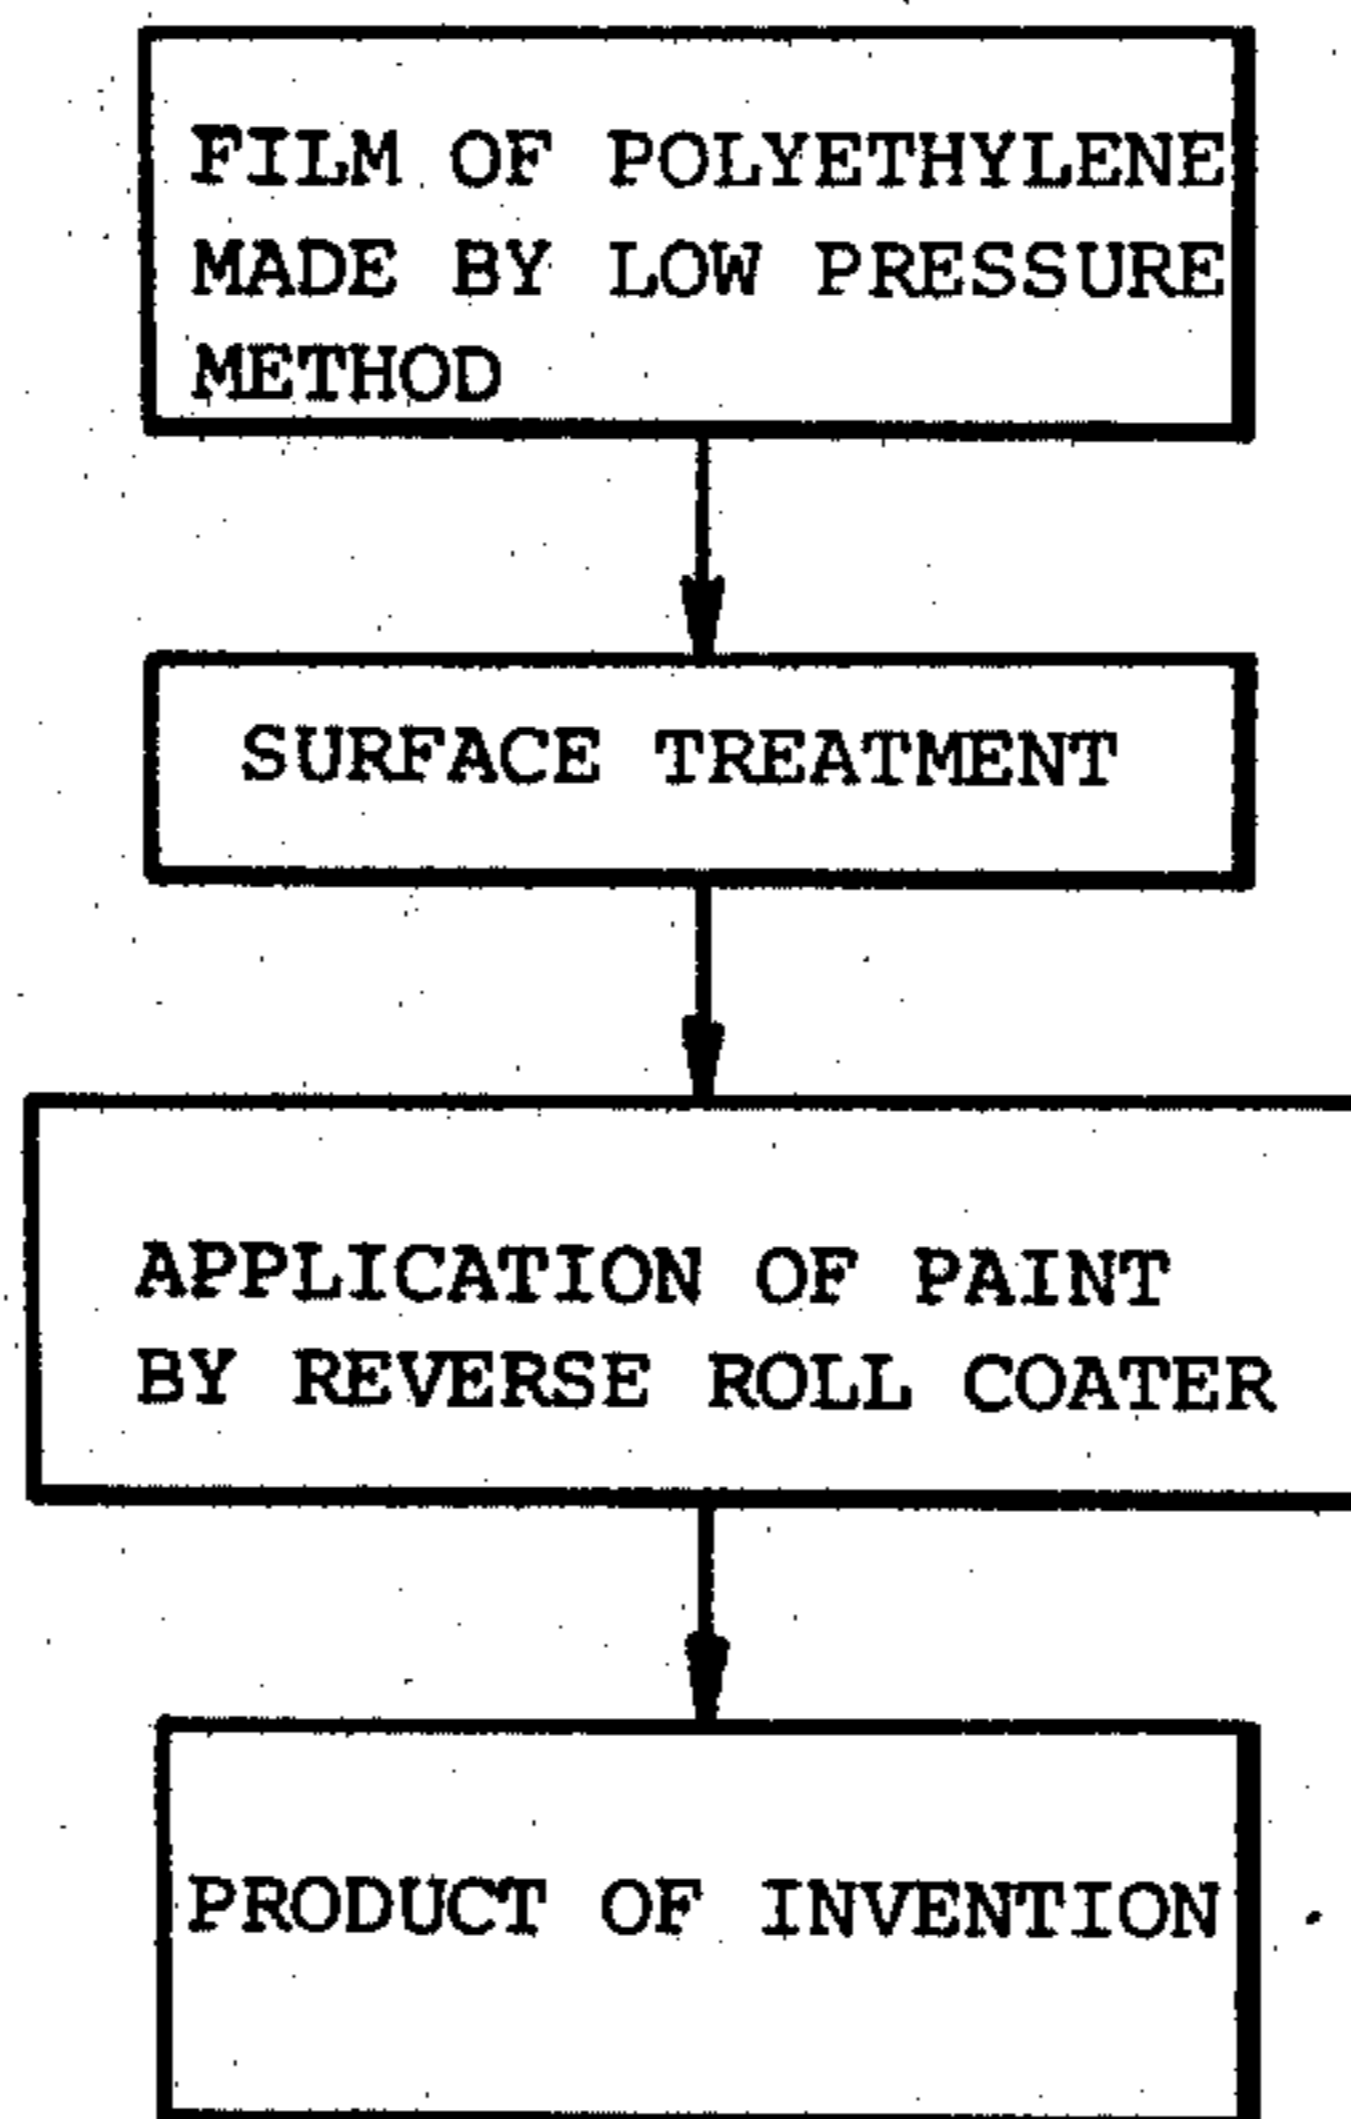 FILM OF POLYETHYLENE
MADE BY LOW PRESSURE
METHOD
SURFACE TREATMENT
APPLICATION OF PAINT
BY REVERSE ROLL COATER
PRODUCT OF INVENTION